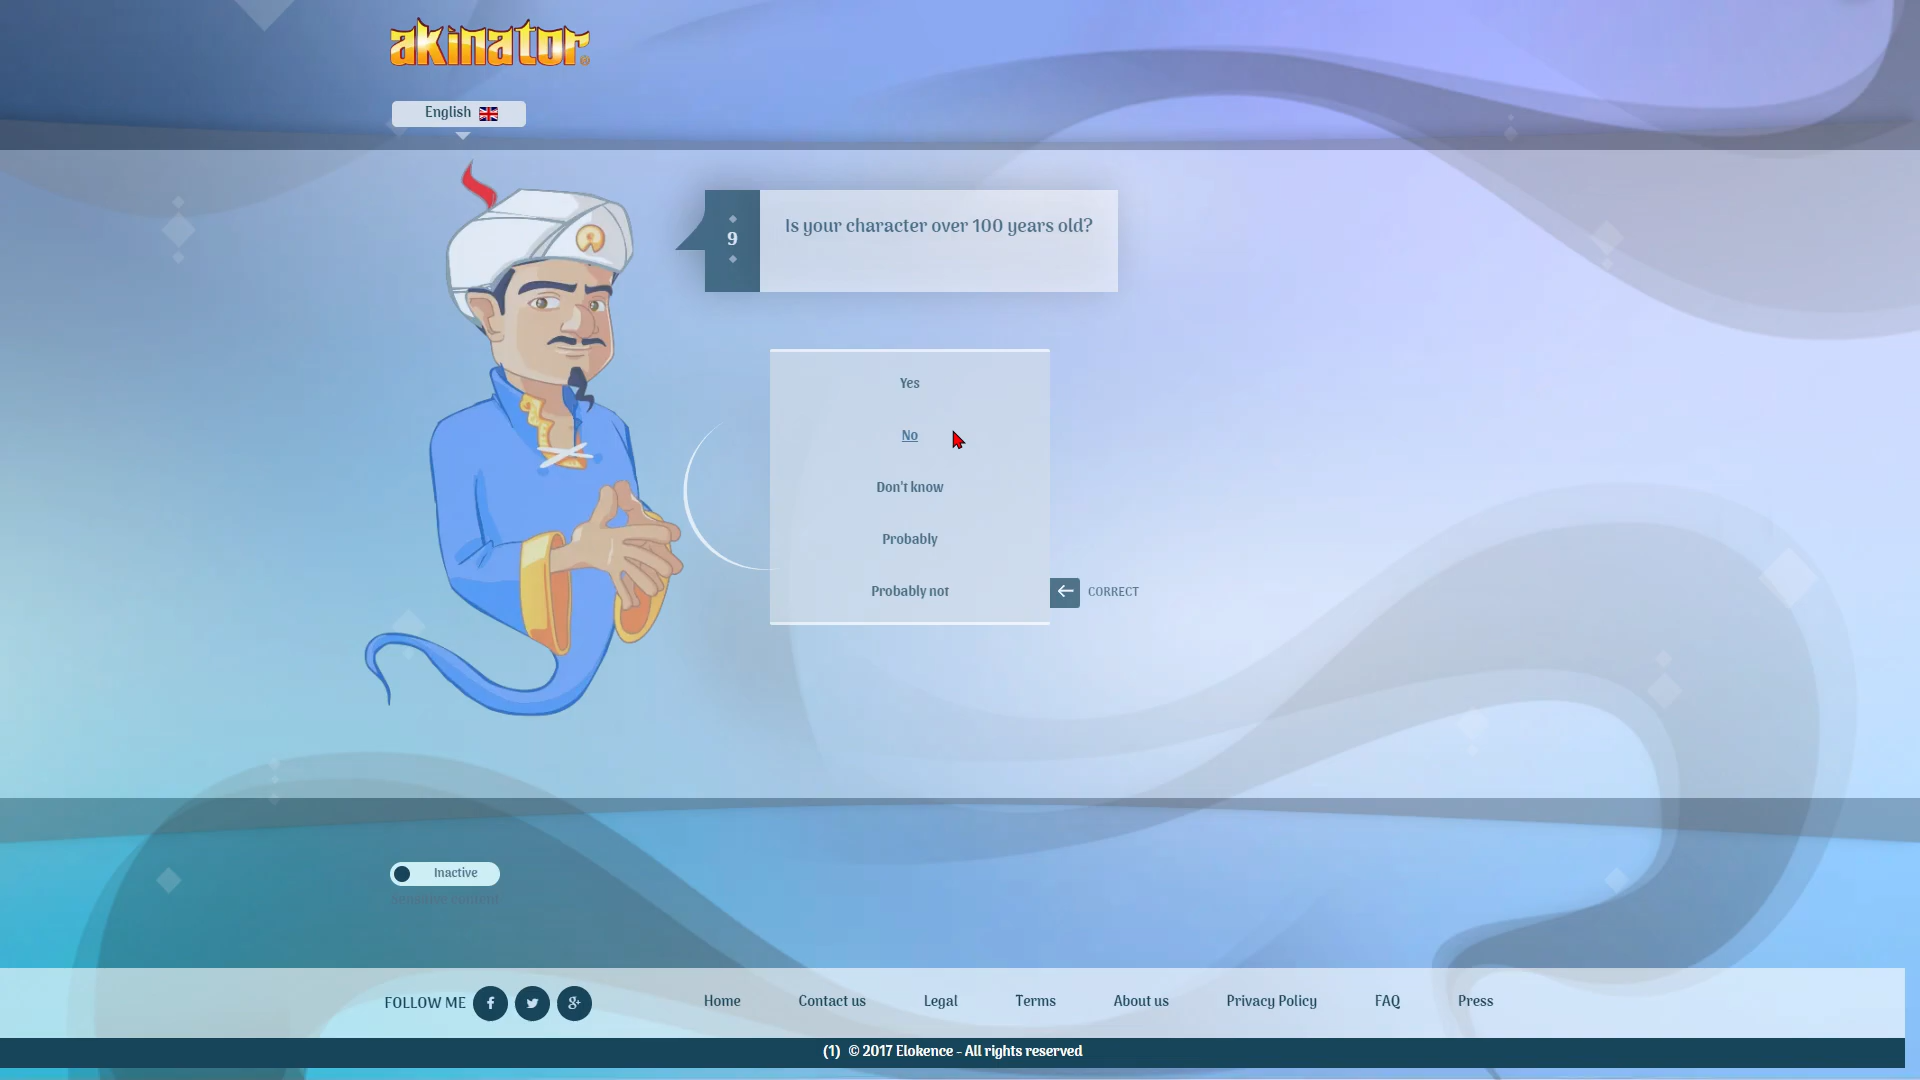 akinator
English
9
Is your character over 100 years old?
Yes
No
Don't know
Probably
Probably not
CORRECT
Inactive
Sensitive content
FOLLOW ME
Home
Contact us
Legal
Terms
About us
Privacy Policy
FAQ
Press
(1) © 2017 Elokence - All rights reserved